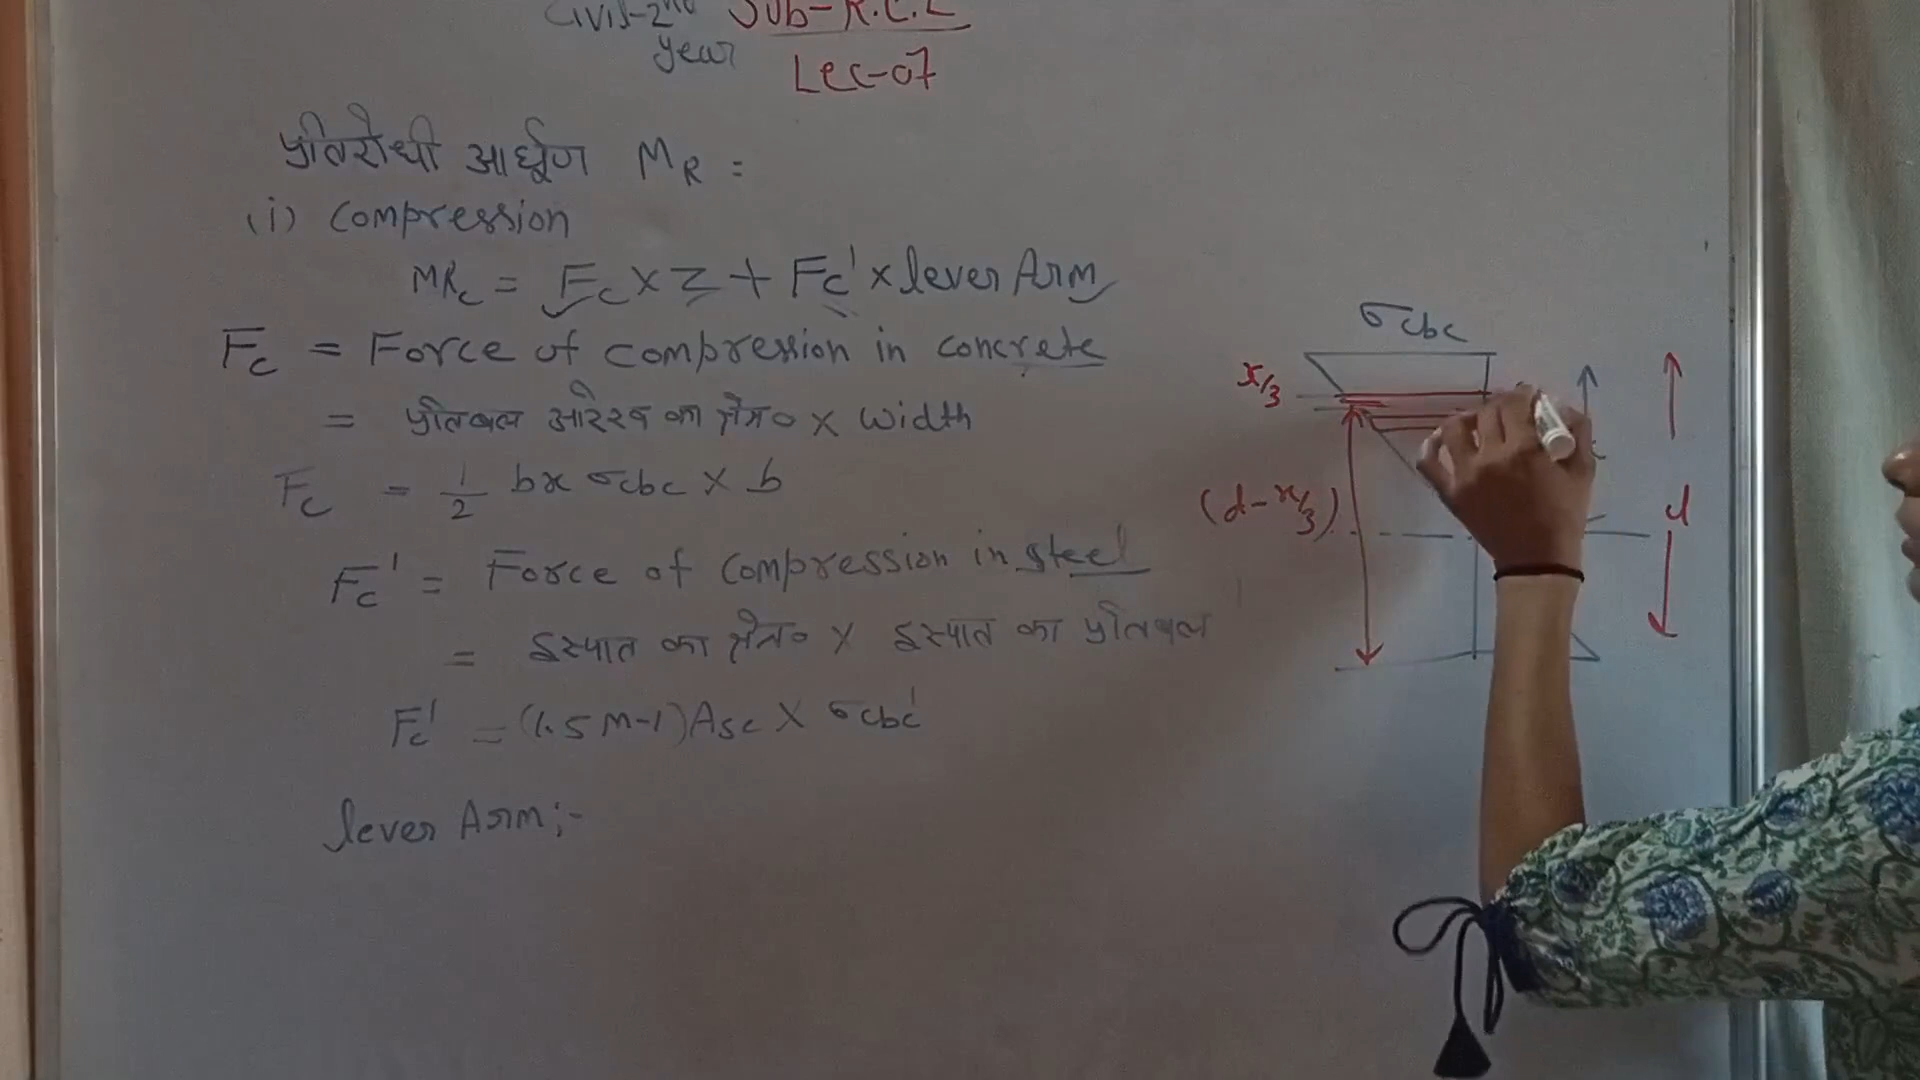 Civil-2nd year
Sub-R.C.C
Lec-07
प्रतिरोधी आर्घूण MR =
(i) Compression
MRc = Fc × Z + Fc' × lever Arm
Fc = Force of compression in concrete
= प्रतिबल आरेख का क्षेत्र० × width
Fc = 1/2 bx σcbc × b
Fc' = Force of compression in steel
= इस्पात का क्षेत्र० × इस्पात का प्रतिबल
Fc' = (1.5m-1)Asc × σcbc'
lever Arm:-
σcbc
x/3
(d-x/3)
d